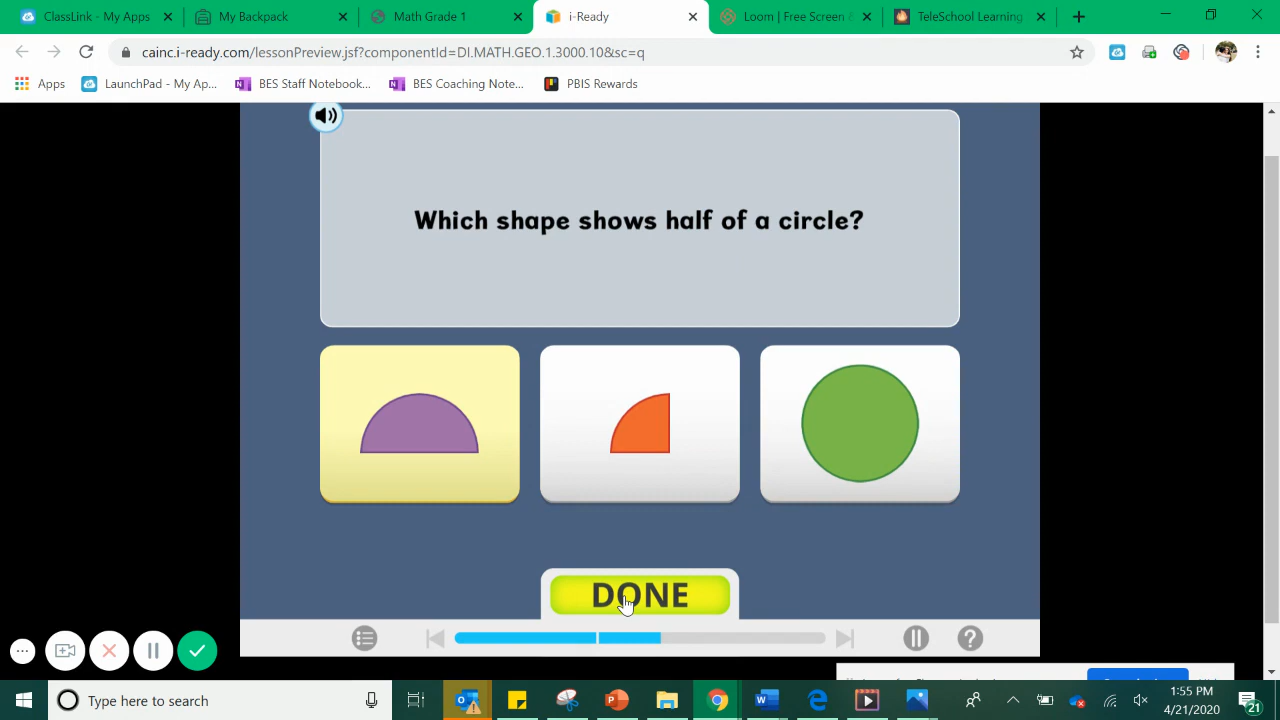 ClassLink - My Apps
My Backpack
Math Grade 1
i-Ready
Loom | Free Screen &
TeleSchool Learning
cainc.i-ready.com/lessonPreview.jsf?componentId=DI.MATH.GEO.1.3000.10&sc=q
Apps
LaunchPad - My Ap...
BES Staff Notebook...
BES Coaching Note...
PBIS Rewards
Which shape shows half of a circle?
DONE
?
Type here to search
1:55 PM
4/21/2020
21